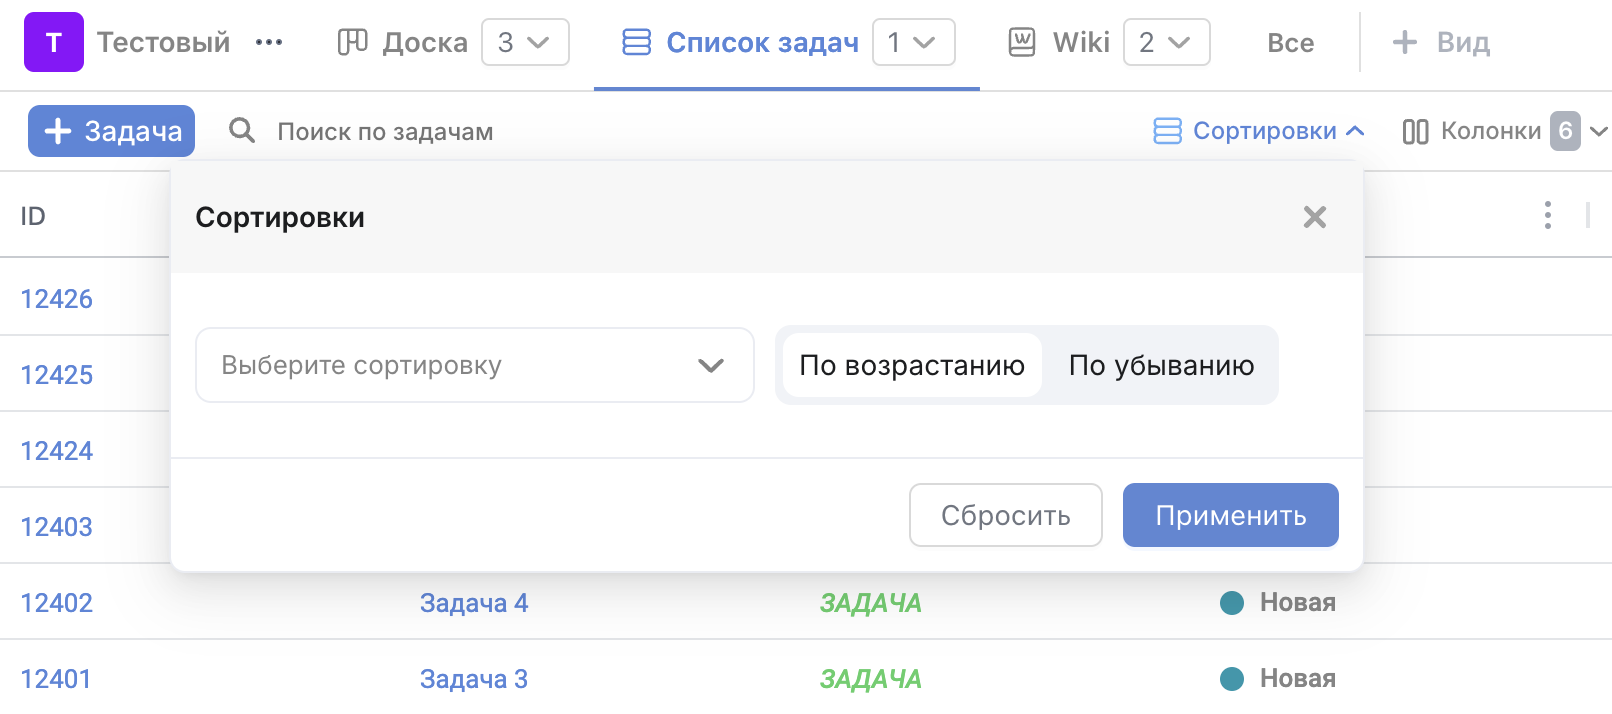 Т Тестовый ••• Доска 3 Список задач 1 Wiki 2 Все + Вид
+ Задача Поиск по задачам Сортировки Колонки 6
ID Сортировки
12426
12425 Выберите сортировку По возрастанию По убыванию
12424
12403 Сбросить Применить
12402 Задача 4 ЗАДАЧА Новая
12401 Задача 3 ЗАДАЧА Новая